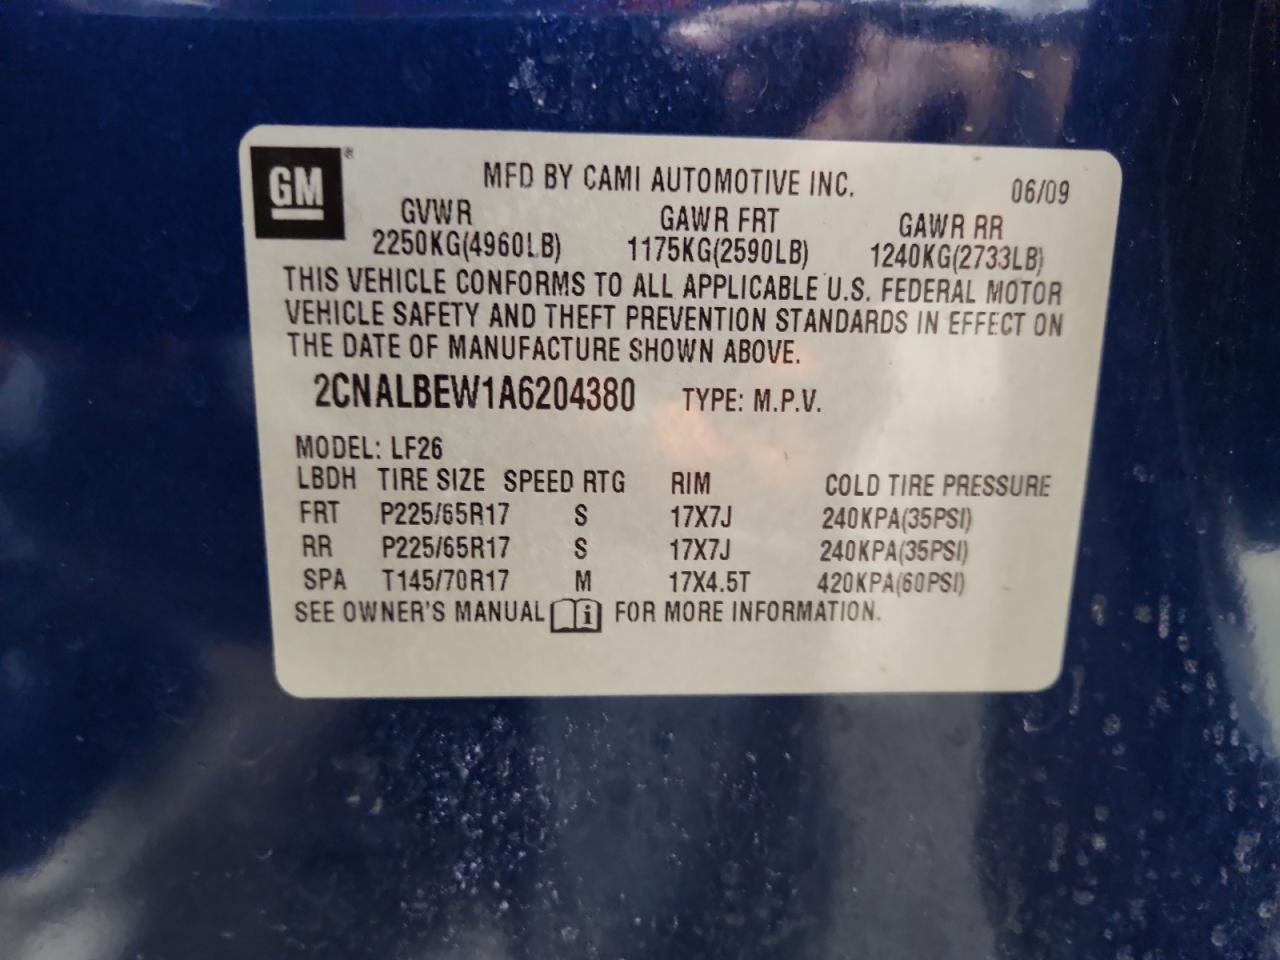 GM®
MFD BY CAMI AUTOMOTIVE INC. 06/09
GVWR GAWR FRT GAWR RR
2250KG(4960LB) 1175KG(2590LB) 1240KG(2733LB)
THIS VEHICLE CONFORMS TO ALL APPLICABLE U.S. FEDERAL MOTOR
VEHICLE SAFETY AND THEFT PREVENTION STANDARDS IN EFFECT ON
THE DATE OF MANUFACTURE SHOWN ABOVE.
2CNALBEW1A6204380 TYPE: M.P.V.
MODEL: LF26
LBDH TIRE SIZE SPEED RTG RIM COLD TIRE PRESSURE
FRT P225/65R17 S 17X7J 240KPA(35PSI)
RR P225/65R17 S 17X7J 240KPA(35PSI)
SPA T145/70R17 M 17X4.5T 420KPA(60PSI)
SEE OWNER'S MANUAL i FOR MORE INFORMATION.